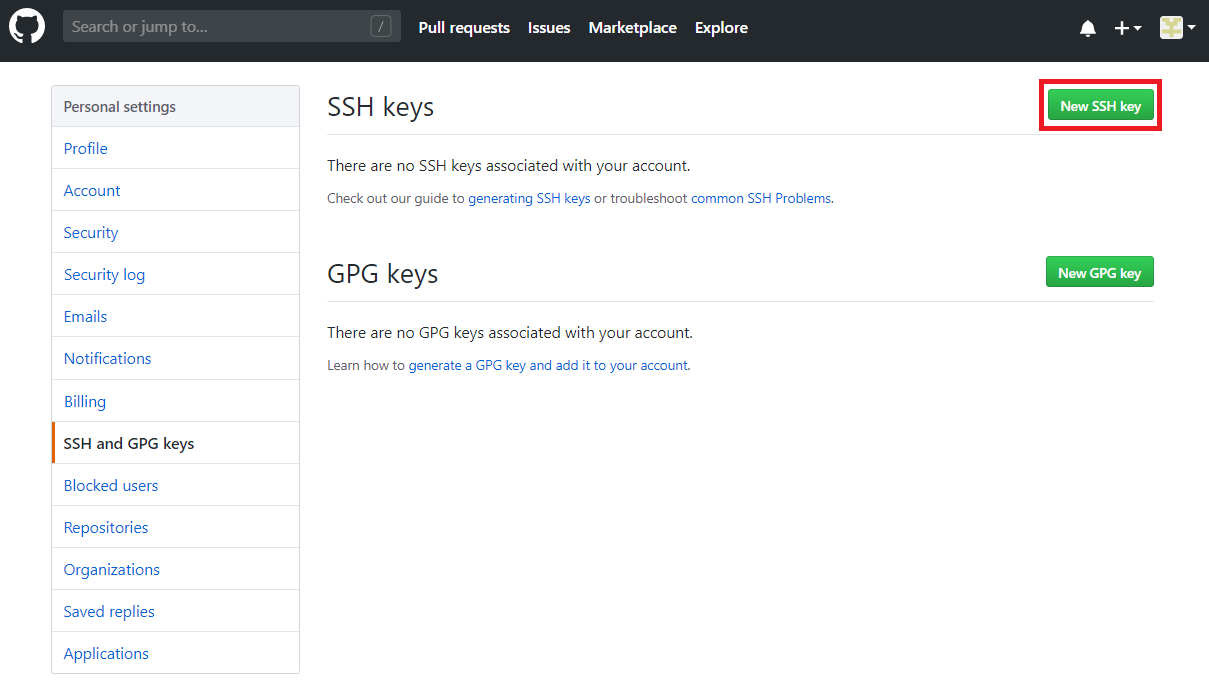 Search or jump to... /
Pull requests Issues Marketplace Explore
Personal settings
Profile
Account
Security
Security log
Emails
Notifications
Billing
SSH and GPG keys
Blocked users
Repositories
Organizations
Saved replies
Applications
SSH keys
New SSH key
There are no SSH keys associated with your account.
Check out our guide to generating SSH keys or troubleshoot common SSH Problems.
GPG keys
New GPG key
There are no GPG keys associated with your account.
Learn how to generate a GPG key and add it to your account.